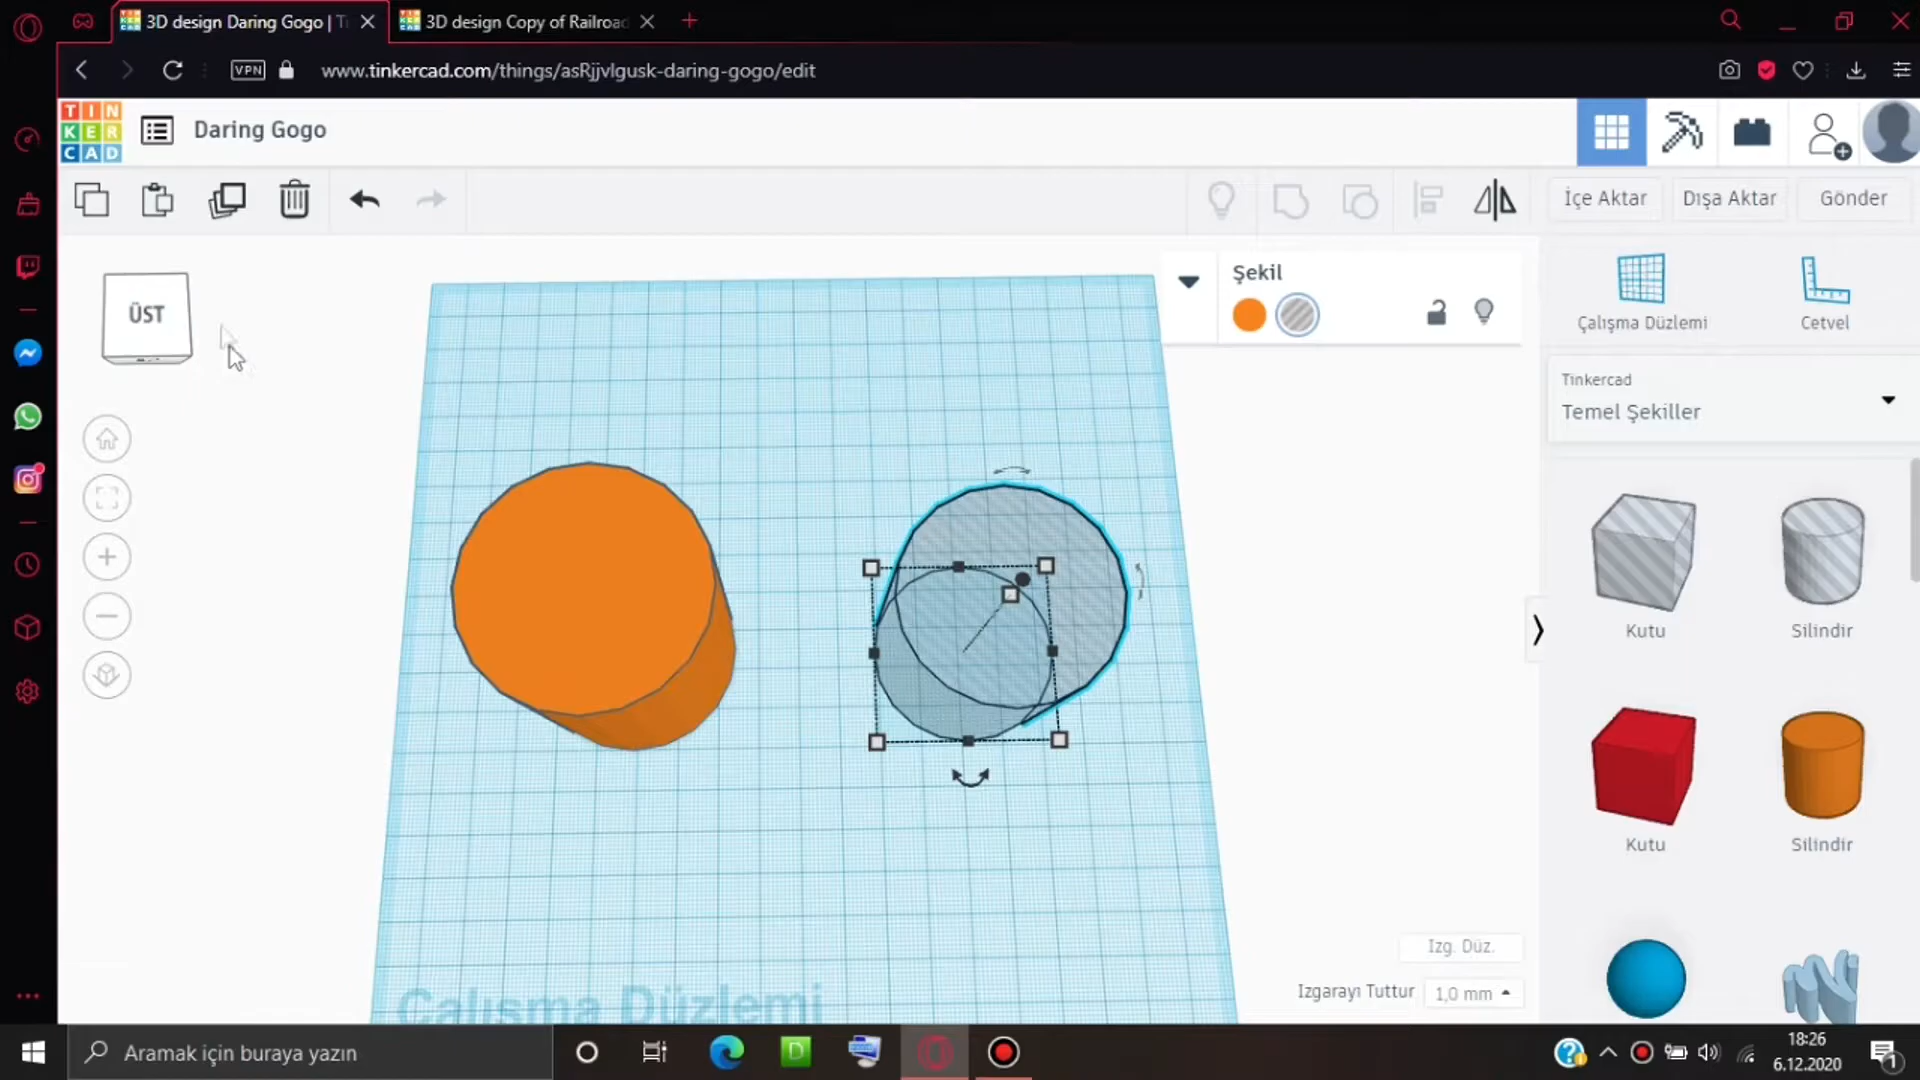 3D design Daring Gogo | Ti
3D design Copy of Railroad
VPN
www.tinkercad.com/things/asRjjvlgusk-daring-gogo/edit
TIN
KER
CAD
Daring Gogo
İçe Aktar
Dışa Aktar
Gönder
ÜST
Şekil
Çalışma Düzlemi
Cetvel
Tinkercad
Temel Şekiller
Kutu
Silindir
Kutu
Silindir
Izg. Düz.
Izgarayı Tuttur
1,0 mm
Çalışma Düzlemi
Aramak için buraya yazın
D
18:26
6.12.2020
1